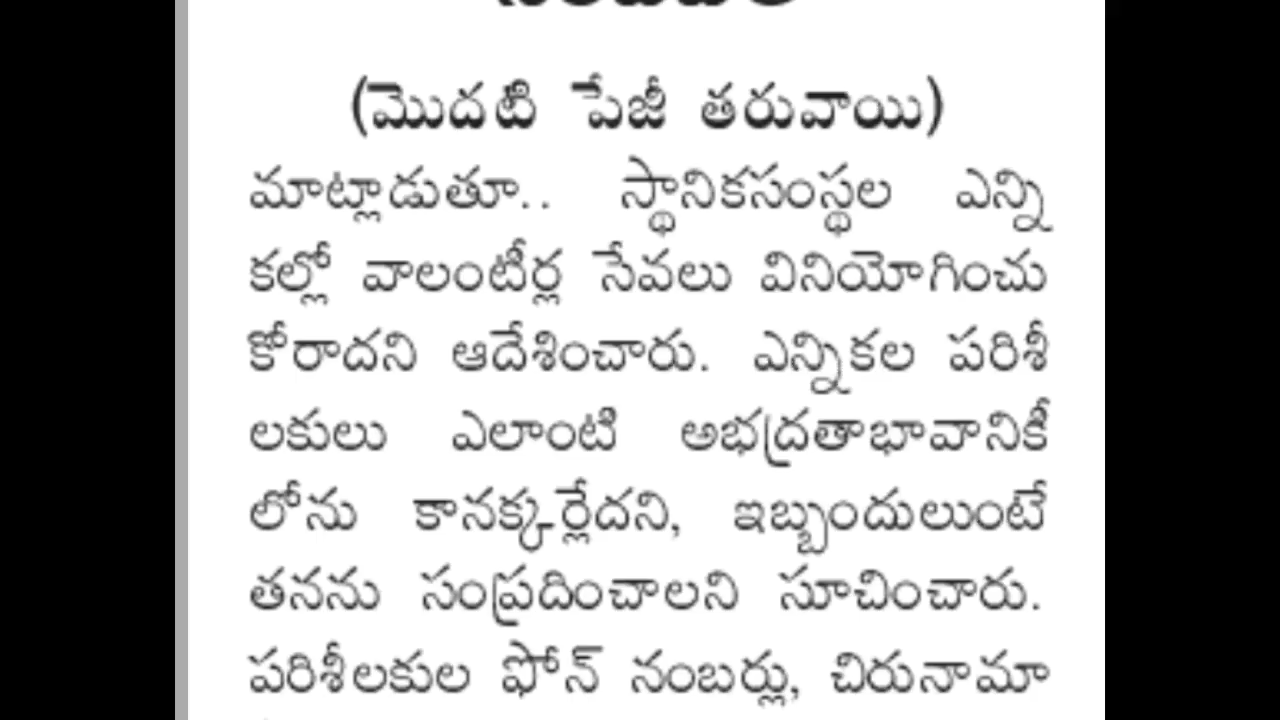 (మొదటి పేజీ తరువాయి)
మాట్లాడుతూ.. స్థానికసంస్థల ఎన్ని
కల్లో వాలంటీర్ల సేవలు వినియోగించు
కోరాదని ఆదేశించారు. ఎన్నికల పరిశీ
లకులు ఎలాంటి అభద్రతాభావానికీ
లోను కానక్కర్లేదని, ఇబ్బందులుంటే
తనను సంప్రదించాలని సూచించారు.
పరిశీలకుల ఫోన్ నంబర్లు, చిరునామా